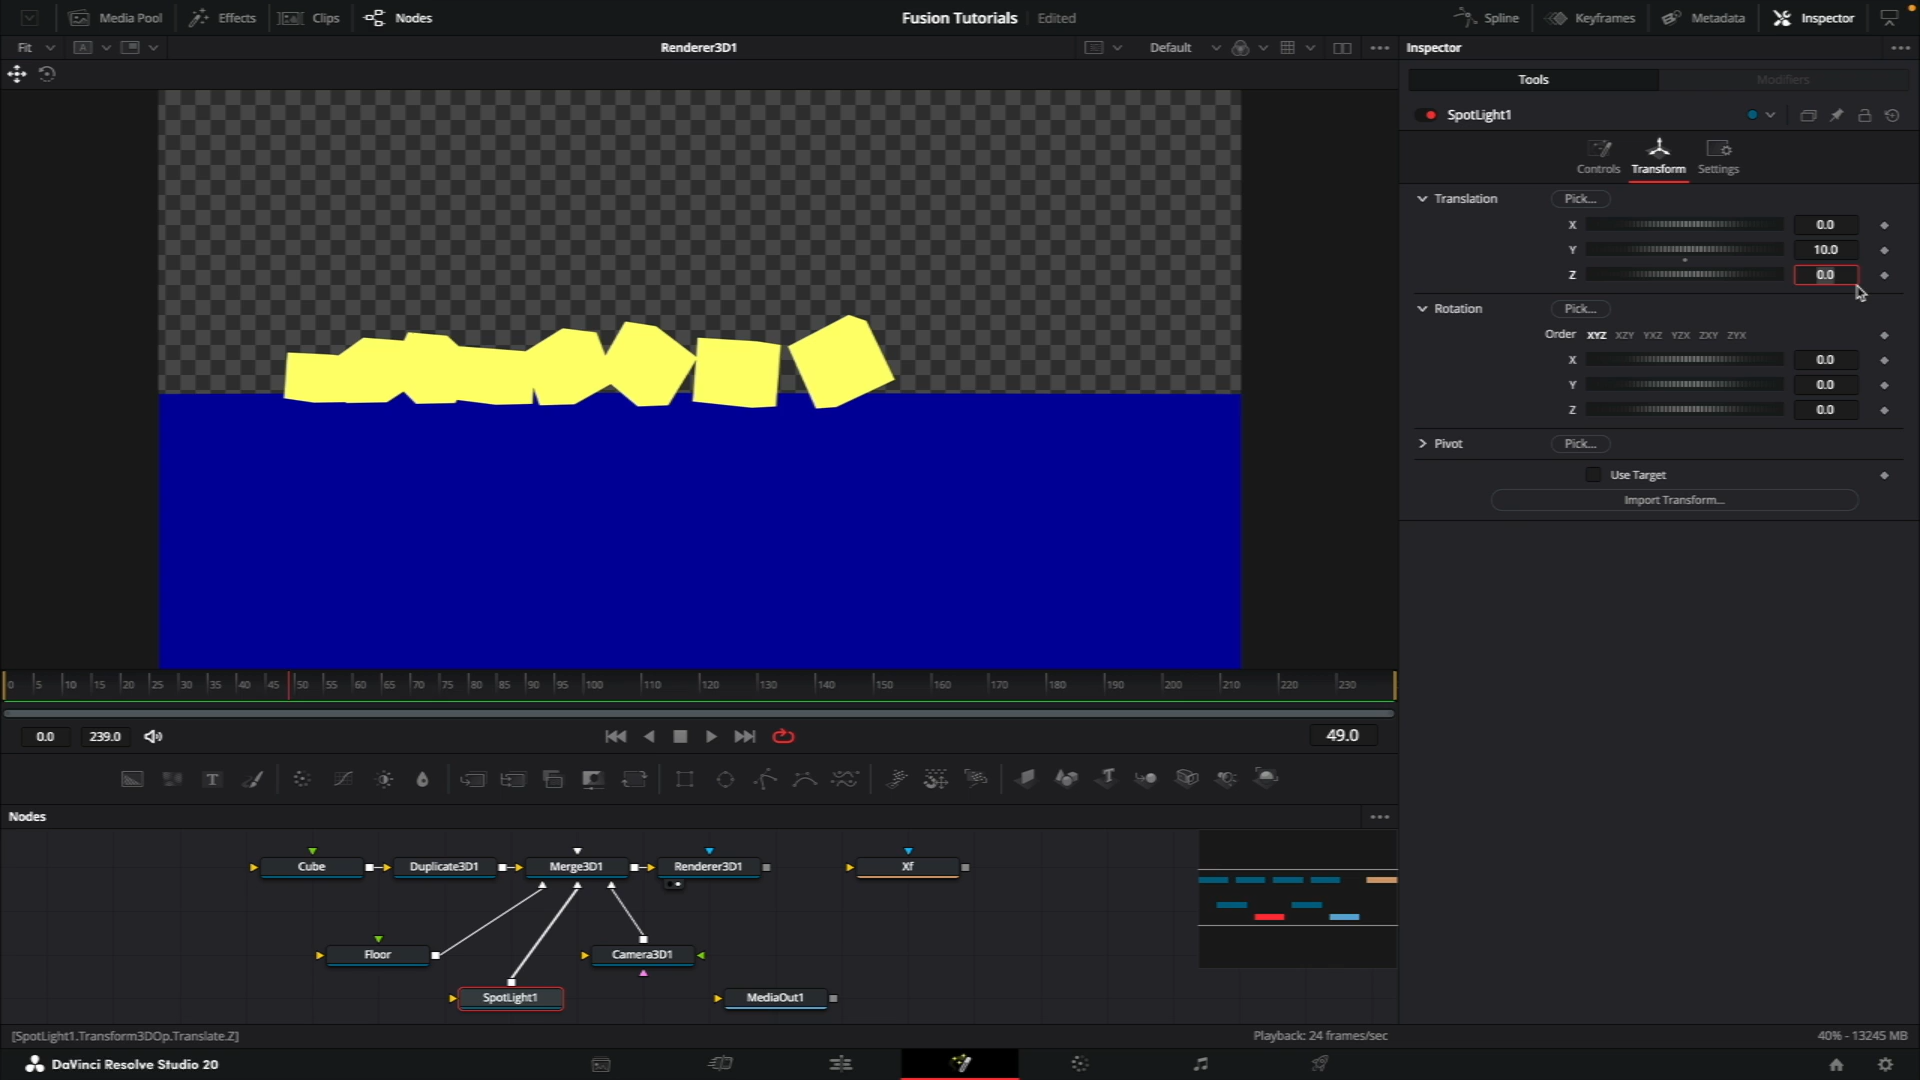 Media Pool
Effects
Clips
Nodes
Fusion Tutorials
Edited
Spline
Keyframes
Metadata
Inspector
Fit
A
Renderer3D1
Default
Inspector
Tools
Modifiers
SpotLight1
Controls
Transform
Settings
Translation
Pick...
X
0.0
Y
10.0
Z
0.0
Rotation
Pick...
Order
XYZ
XZY
YXZ
YZX
ZXY
ZYX
X
0.0
Y
0.0
Z
0.0
Pivot
Pick...
Use Target
Import Transform...
0 5 10 15 20 25 30 35 40 45 50 55 60 65 70 75 80 85 90 95 100 110 120 130 140 150 160 170 180 190 200 210 220 230
0.0
239.0
49.0
T
Nodes
Cube
Duplicate3D1
Merge3D1
Renderer3D1
Xf
Floor
Camera3D1
SpotLight1
MediaOut1
[SpotLight1.Transform3DOp.Translate.Z]
Playback: 24 frames/sec
40% - 13245 MB
DaVinci Resolve Studio 20